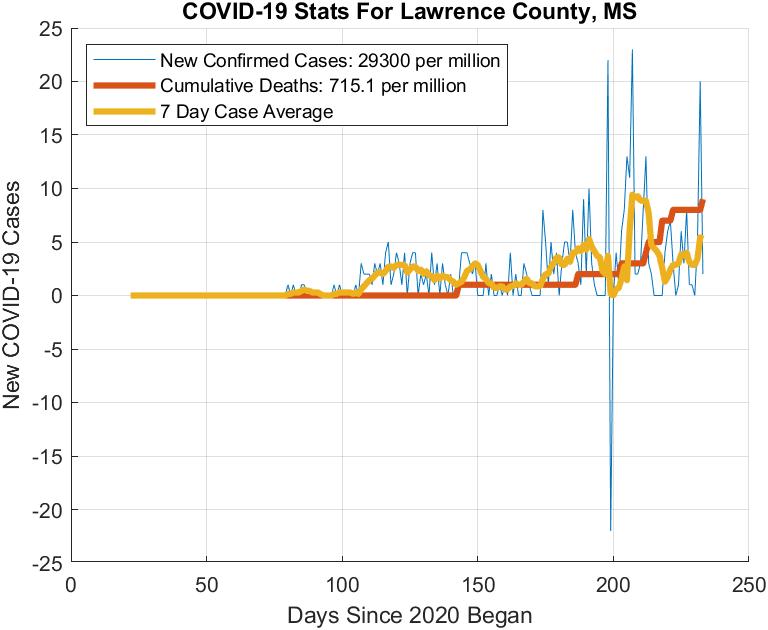 COVID-19 Stats For Lawrence County, MS
New Confirmed Cases: 29300 per million
Cumulative Deaths: 715.1 per million
7 Day Case Average
New COVID-19 Cases
25
20
15
10
5
0
-5
-10
-15
-20
-25
0 50 100 150 200 250
Days Since 2020 Began